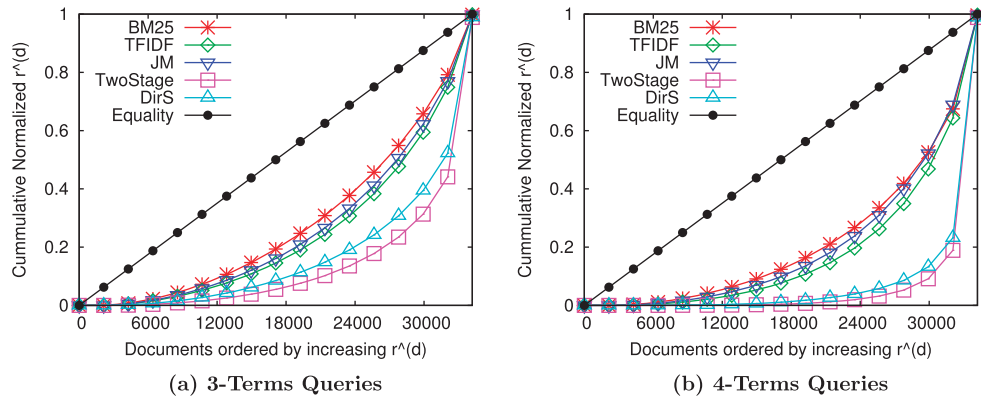 Cummulative Normalized r^(d)
1
0.8
0.6
0.4
0.2
0
BM25
TFIDF
JM
TwoStage
DirS
Equality
0 6000 12000 18000 24000 30000
Documents ordered by increasing r^(d)
(a) 3-Terms Queries
Cummulative Normalized r^(d)
1
0.8
0.6
0.4
0.2
0
BM25
TFIDF
JM
TwoStage
DirS
Equality
0 6000 12000 18000 24000 30000
Documents ordered by increasing r^(d)
(b) 4-Terms Queries